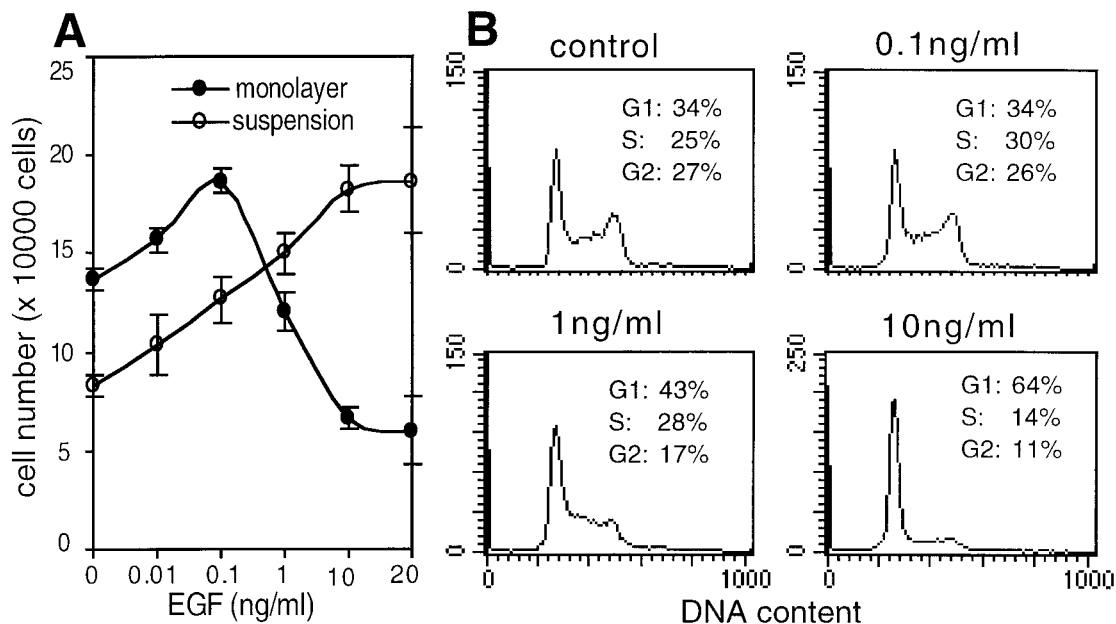 A
25
20
15
10
5
0
cell number (x 10000 cells)
monolayer
suspension
0 0.01 0.1 1 10 20
EGF (ng/ml)
B
control
150
0
G1: 34%
S: 25%
G2: 27%
0.1ng/ml
150
0
G1: 34%
S: 30%
G2: 26%
1ng/ml
150
0
G1: 43%
S: 28%
G2: 17%
0 1000
10ng/ml
250
0
G1: 64%
S: 14%
G2: 11%
0 1000
DNA content